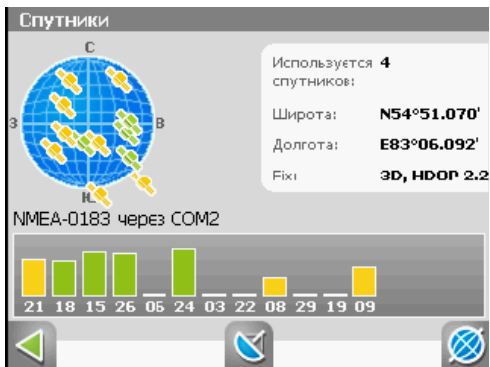 Спутники
С
З
В
Ю
Используется 4
спутников:
Широта: N54°51.070'
Долгота: E83°06.092'
Fix: 3D, HDOP 2.2
NMEA-0183 через COM2
21 18 15 26 05 24 03 22 08 29 19 09